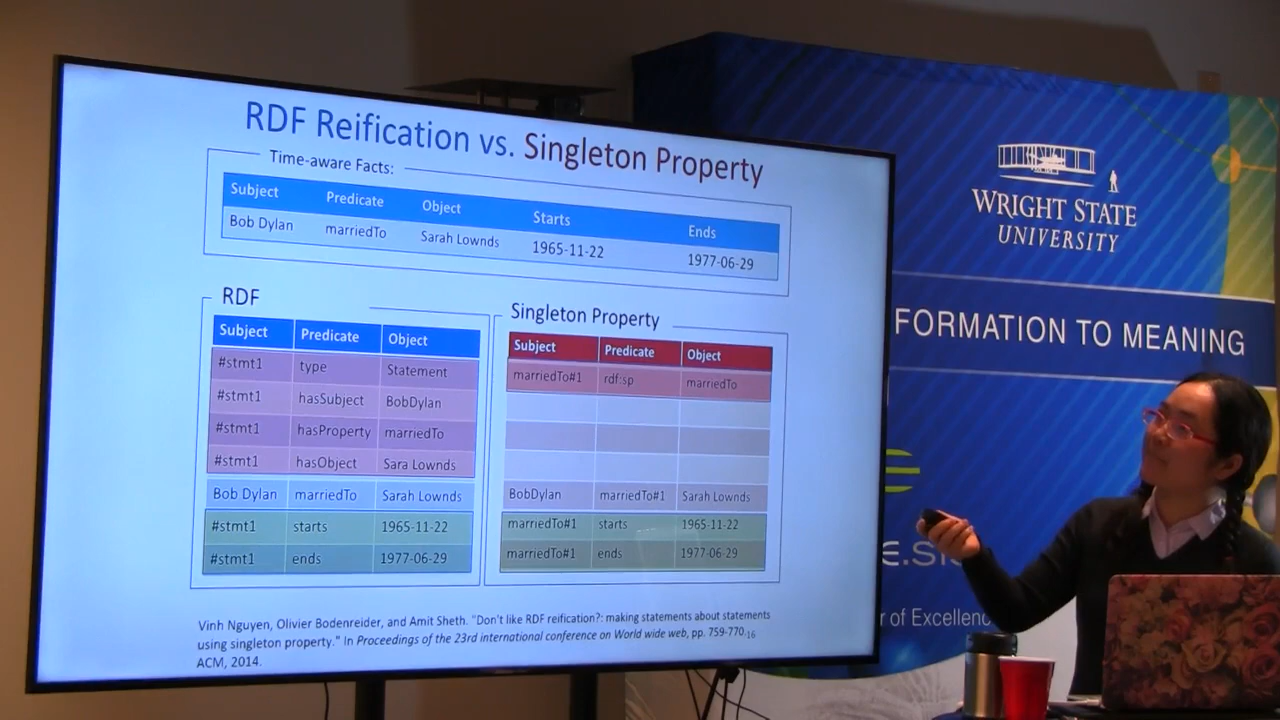 RDF Reification vs. Singleton Property
Time-aware Facts:
Subject Predicate Object Starts Ends
Bob Dylan marriedTo Sarah Lownds 1965-11-22 1977-06-29
RDF
Subject Predicate Object
#stmt1 type Statement
#stmt1 hasSubject BobDylan
#stmt1 hasProperty marriedTo
#stmt1 hasObject Sara Lownds
Bob Dylan marriedTo Sarah Lownds
#stmt1 starts 1965-11-22
#stmt1 ends 1977-06-29
Singleton Property
Subject Predicate Object
marriedTo#1 rdf:sp marriedTo
BobDylan marriedTo#1 Sarah Lownds
marriedTo#1 starts 1965-11-22
marriedTo#1 ends 1977-06-29
Vinh Nguyen, Olivier Bodenreider, and Amit Sheth. "Don't like RDF reification?: making statements about statements
using singleton property." In Proceedings of the 23rd international conference on World wide web, pp. 759-770.
ACM, 2014.
16
WRIGHT STATE
UNIVERSITY
FORMATION TO MEANING
E.SIS
r of Excellenc